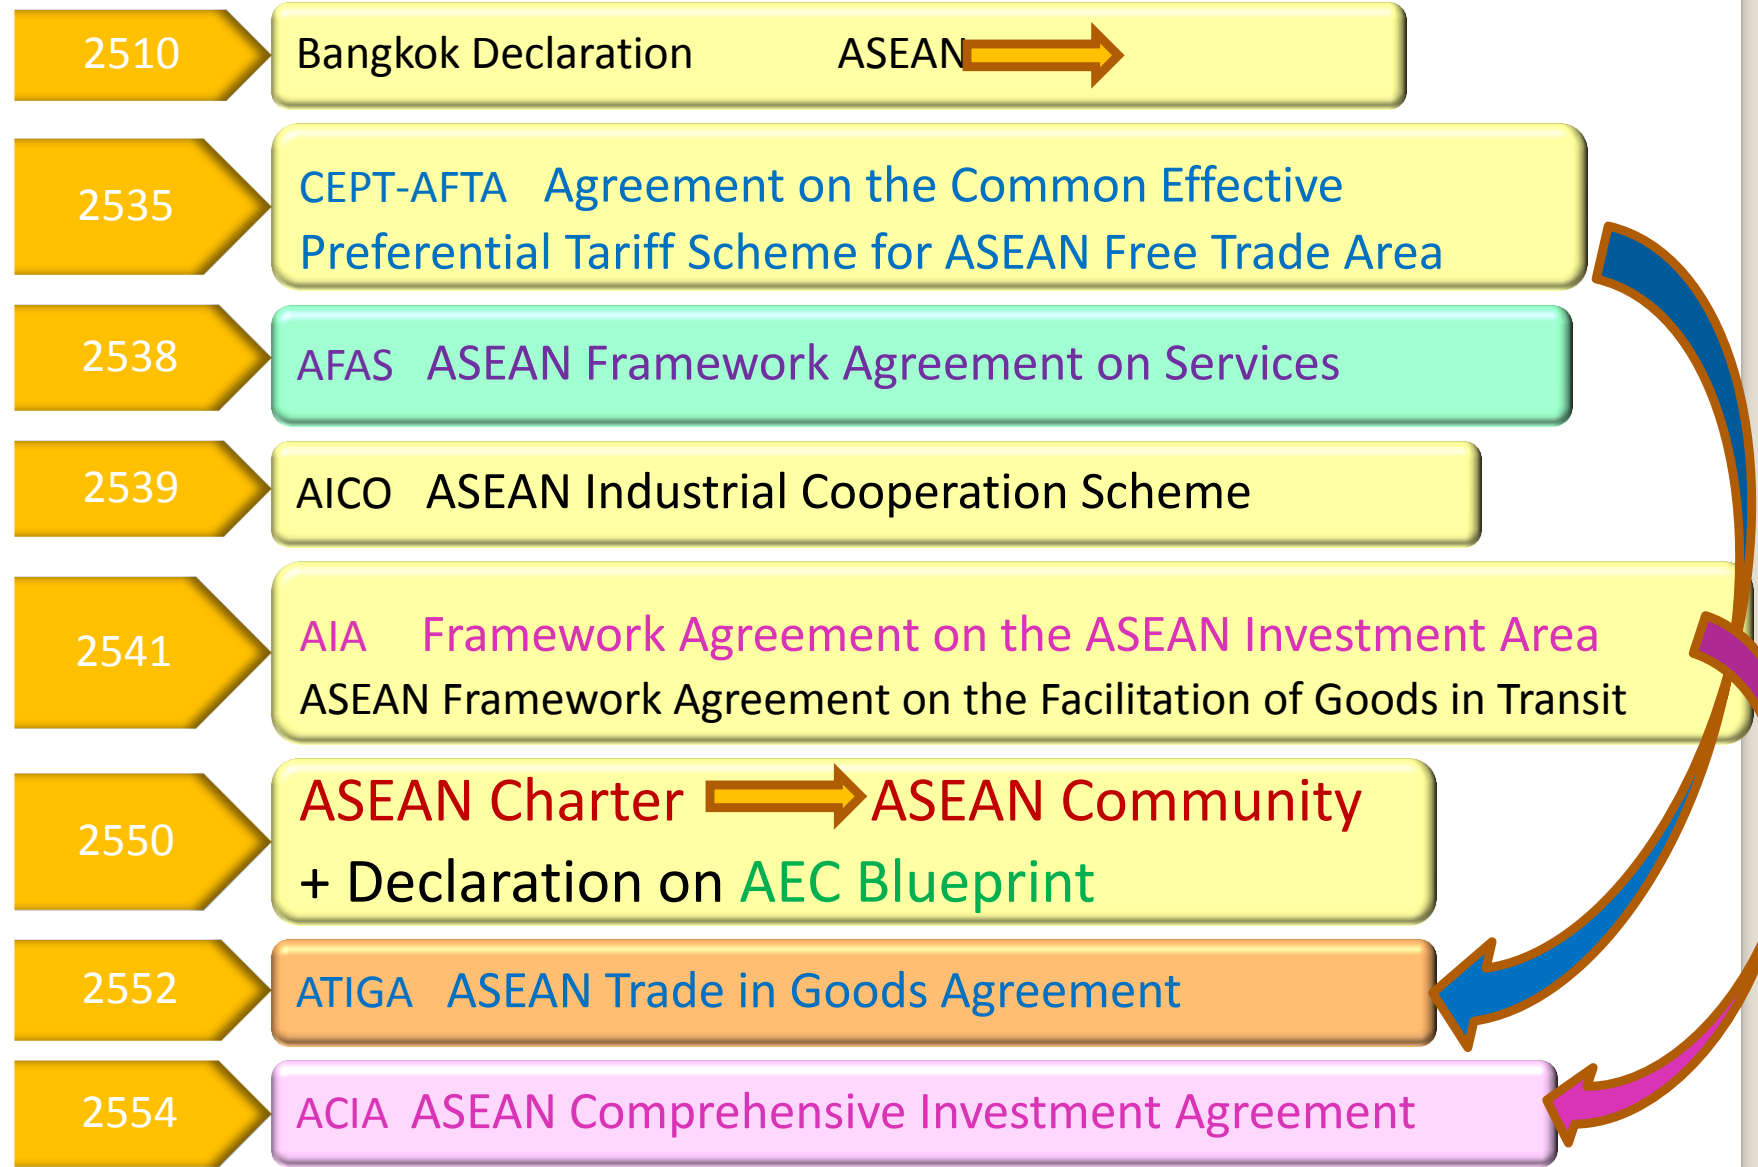 2510
Bangkok Declaration ASEAN
2535
CEPT-AFTA Agreement on the Common Effective
Preferential Tariff Scheme for ASEAN Free Trade Area
2538
AFAS ASEAN Framework Agreement on Services
2539
AICO ASEAN Industrial Cooperation Scheme
2541
AIA Framework Agreement on the ASEAN Investment Area
ASEAN Framework Agreement on the Facilitation of Goods in Transit
2550
ASEAN Charter ASEAN Community
+ Declaration on AEC Blueprint
2552
ATIGA ASEAN Trade in Goods Agreement
2554
ACIA ASEAN Comprehensive Investment Agreement